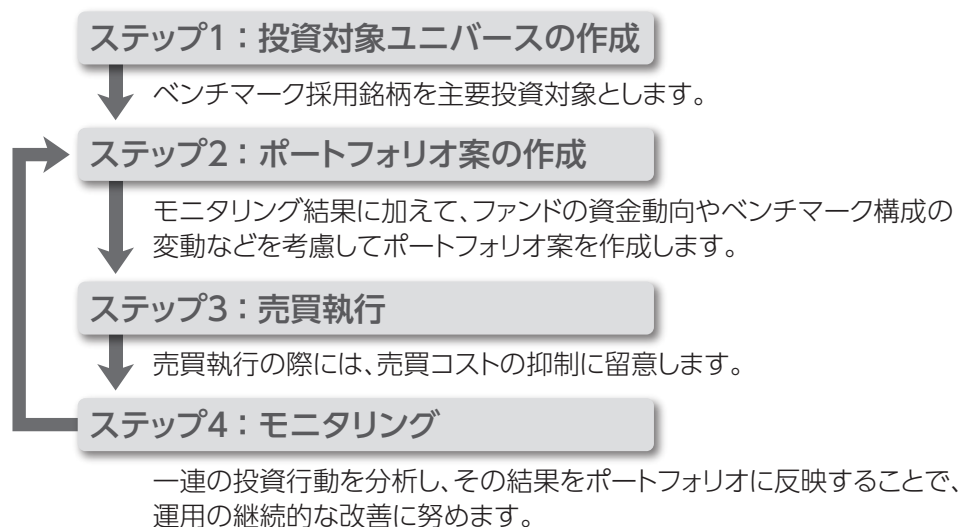 ステップ1：投資対象ユニバースの作成
ベンチマーク採用銘柄を主要投資対象とします。
ステップ2：ポートフォリオ案の作成
モニタリング結果に加えて、ファンドの資金動向やベンチマーク構成の
変動などを考慮してポートフォリオ案を作成します。
ステップ3：売買執行
売買執行の際には、売買コストの抑制に留意します。
ステップ4：モニタリング
一連の投資行動を分析し、その結果をポートフォリオに反映することで、
運用の継続的な改善に努めます。